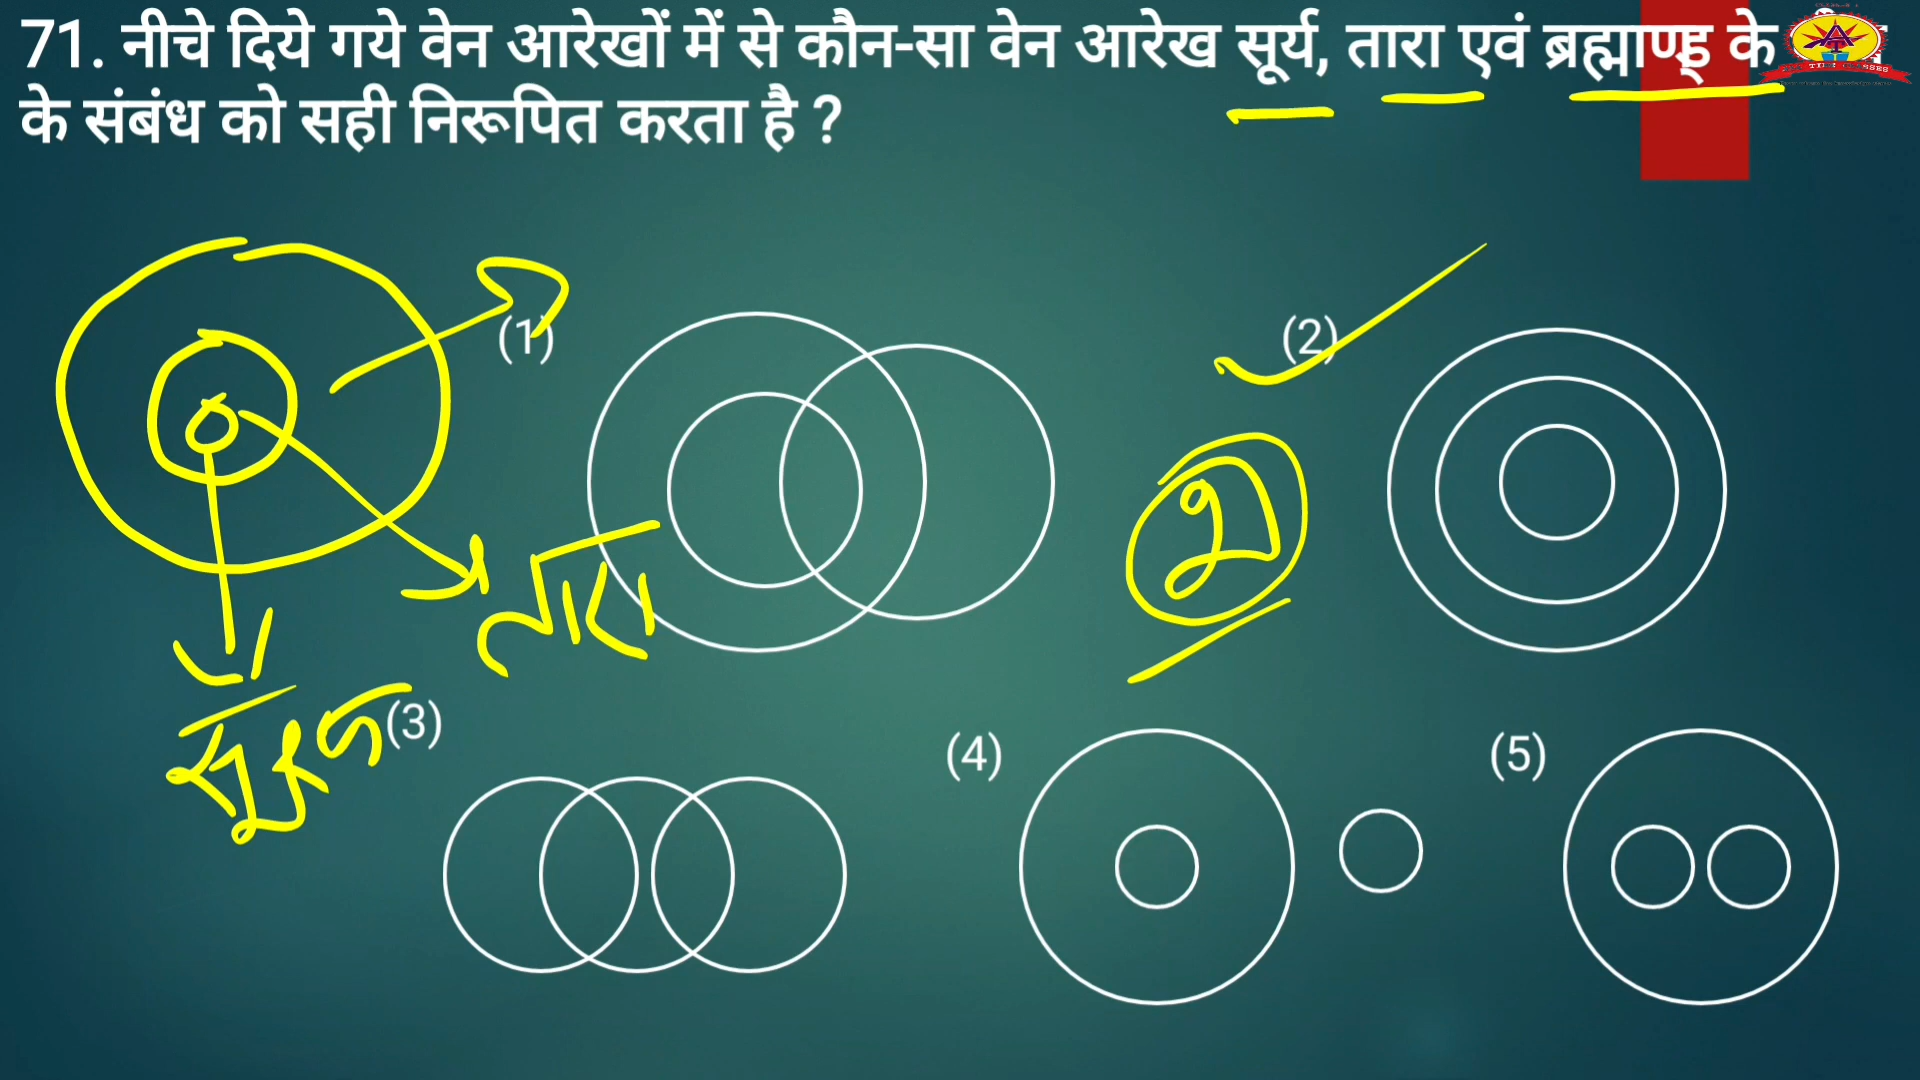 71. नीचे दिये गये वेन आरेखों में से कौन-सा वेन आरेख सूर्य, तारा एवं ब्रह्माण्ड के
के संबंध को सही निरूपित करता है ?
(1)
(2)
2
तारा
सूरज
(3)
(4)
(5)